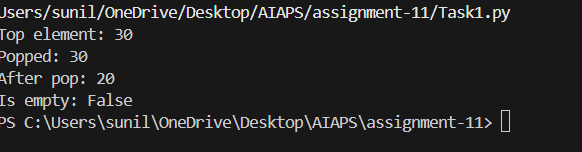 Users/sunil/OneDrive/Desktop/AIAPS/assignment-11/Task1.py
Top element: 30
Popped: 30
After pop: 20
Is empty: False
PS C:\Users\sunil\OneDrive\Desktop\AIAPS\assignment-11>